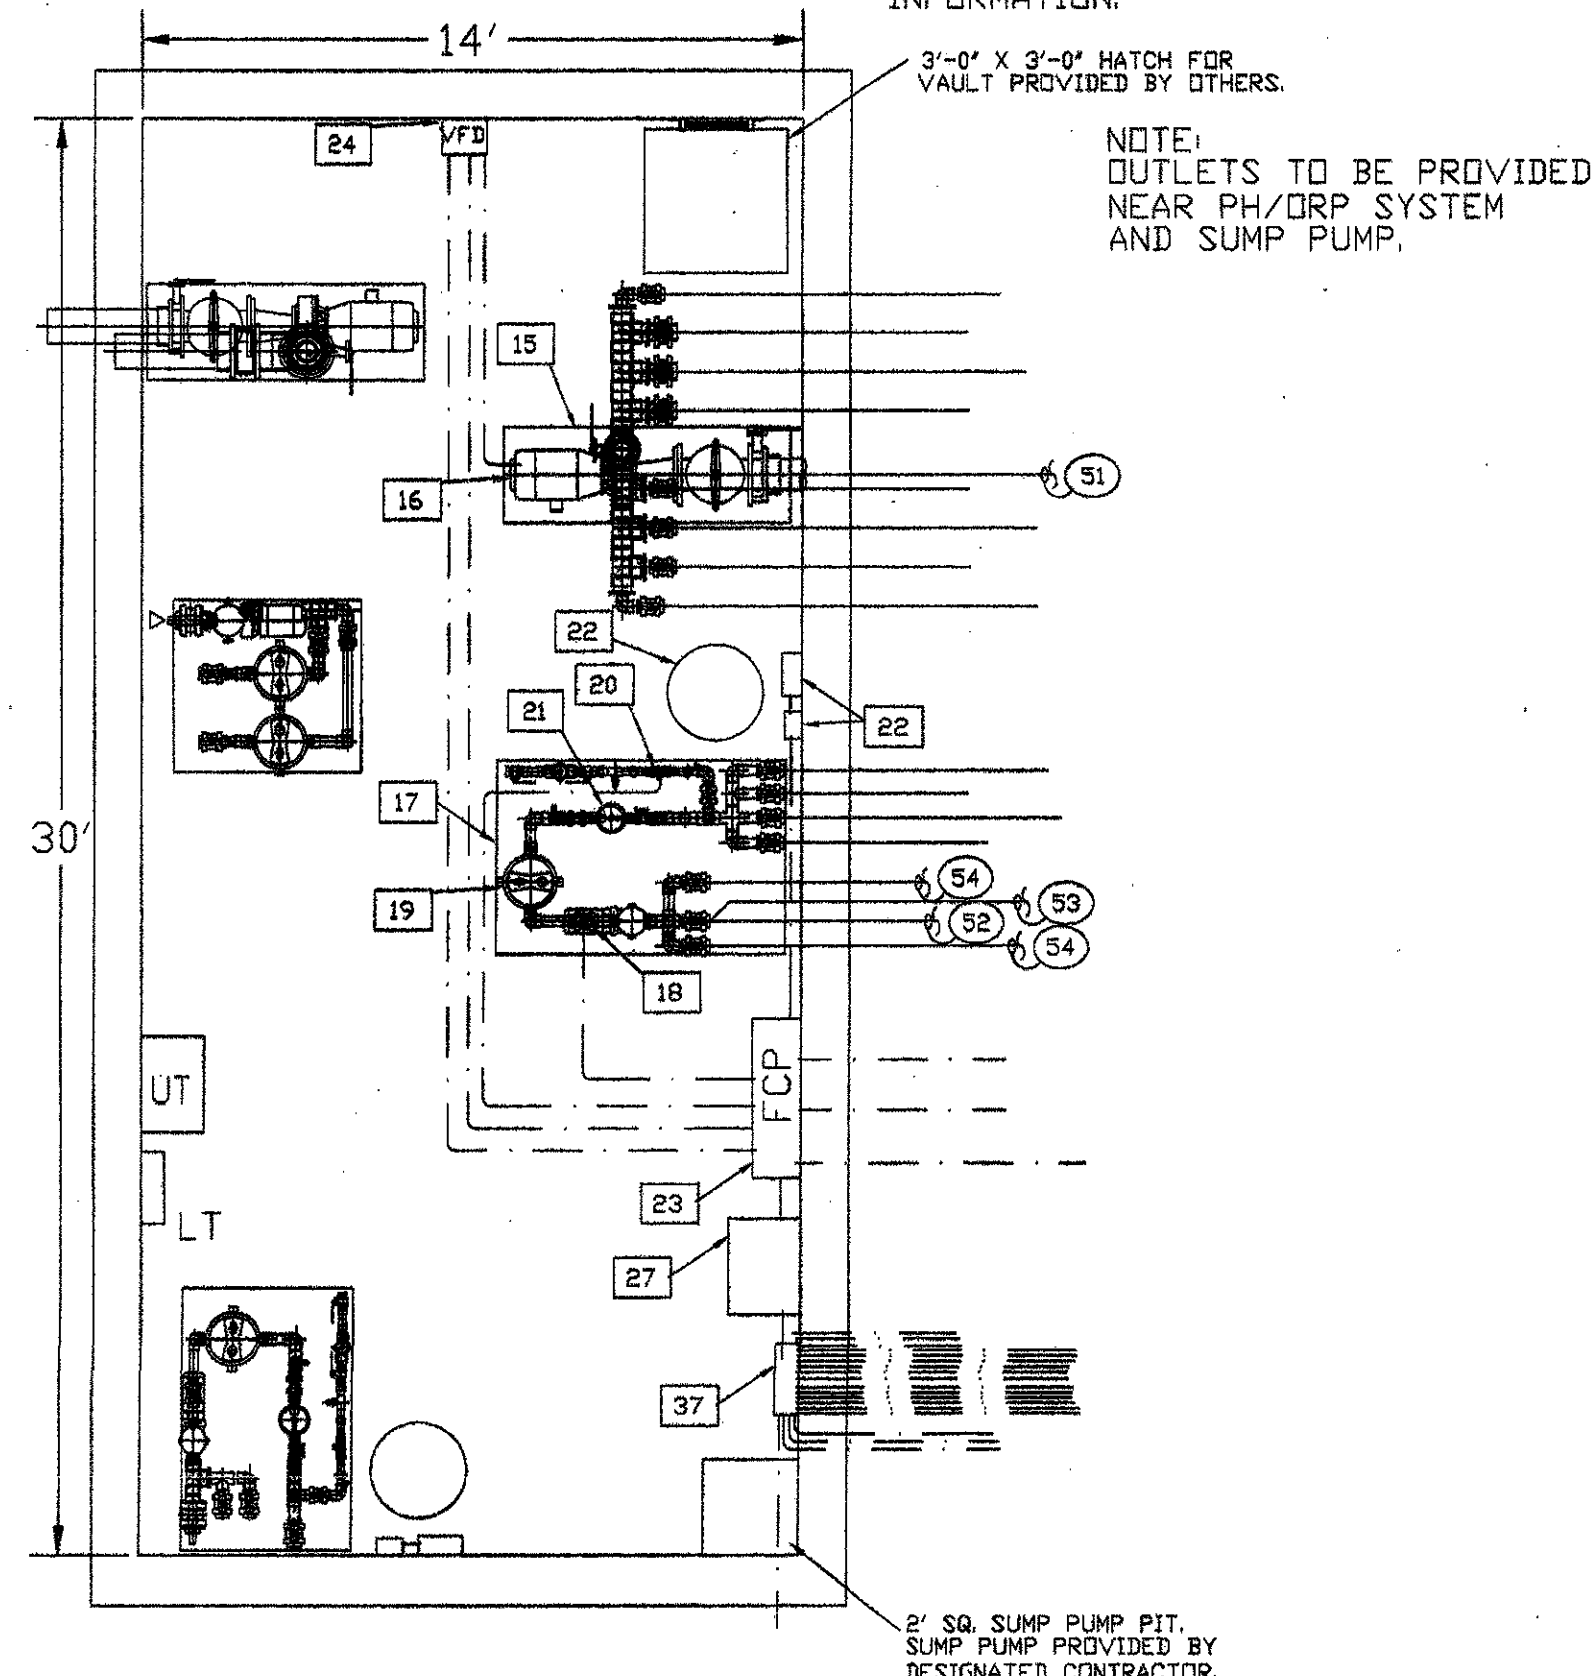 INFORMATION.
14'
3'-0" X 3'-0" HATCH FOR
VAULT PROVIDED BY OTHERS.
24
VFD
NOTE:
OUTLETS TO BE PROVIDED
NEAR PH/ORP SYSTEM
AND SUMP PUMP.
15
16
51
22
20
21
22
17
30'
54
19
53
52
54
18
UT
FCP
23
LT
27
37
2' SQ. SUMP PUMP PIT.
SUMP PUMP PROVIDED BY
DESIGNATED CONTRACTOR.